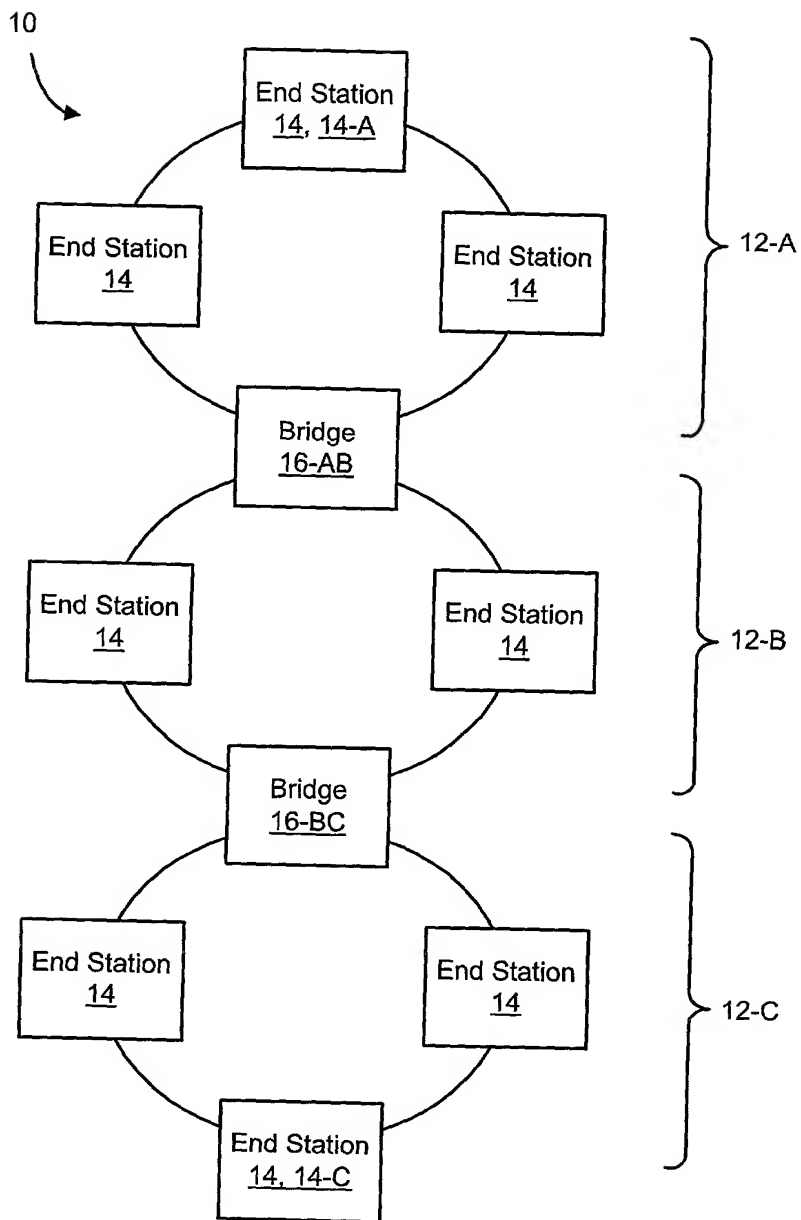 10
End Station
14, 14-A
End Station
14
End Station
14
12-A
Bridge
16-AB
End Station
14
End Station
14
12-B
Bridge
16-BC
End Station
14
End Station
14
12-C
End Station
14, 14-C